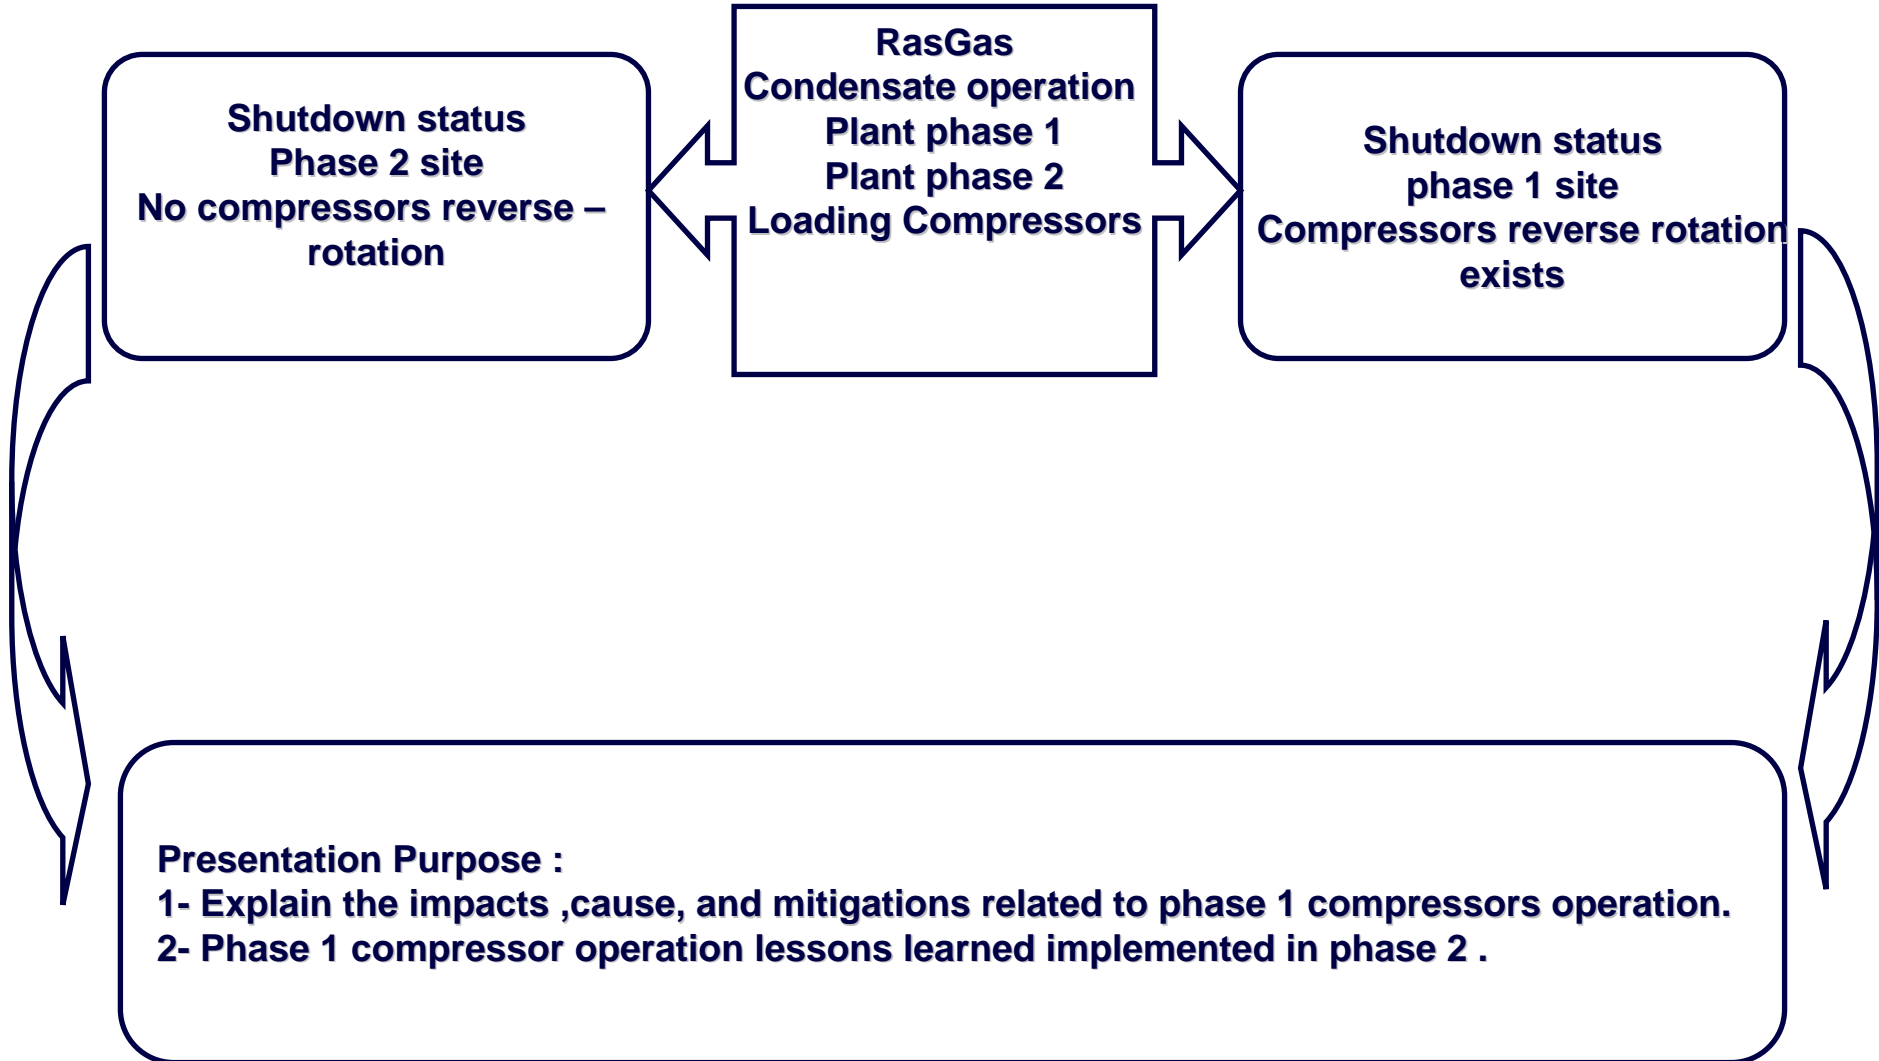 RasGas
Condensate operation
Plant phase 1
Plant phase 2
Loading Compressors
Shutdown status
Phase 2 site
No compressors reverse –
rotation
Shutdown status
phase 1 site
Compressors reverse rotation
exists
Presentation Purpose :
1- Explain the impacts ,cause, and mitigations related to phase 1 compressors operation.
2- Phase 1 compressor operation lessons learned implemented in phase 2 .